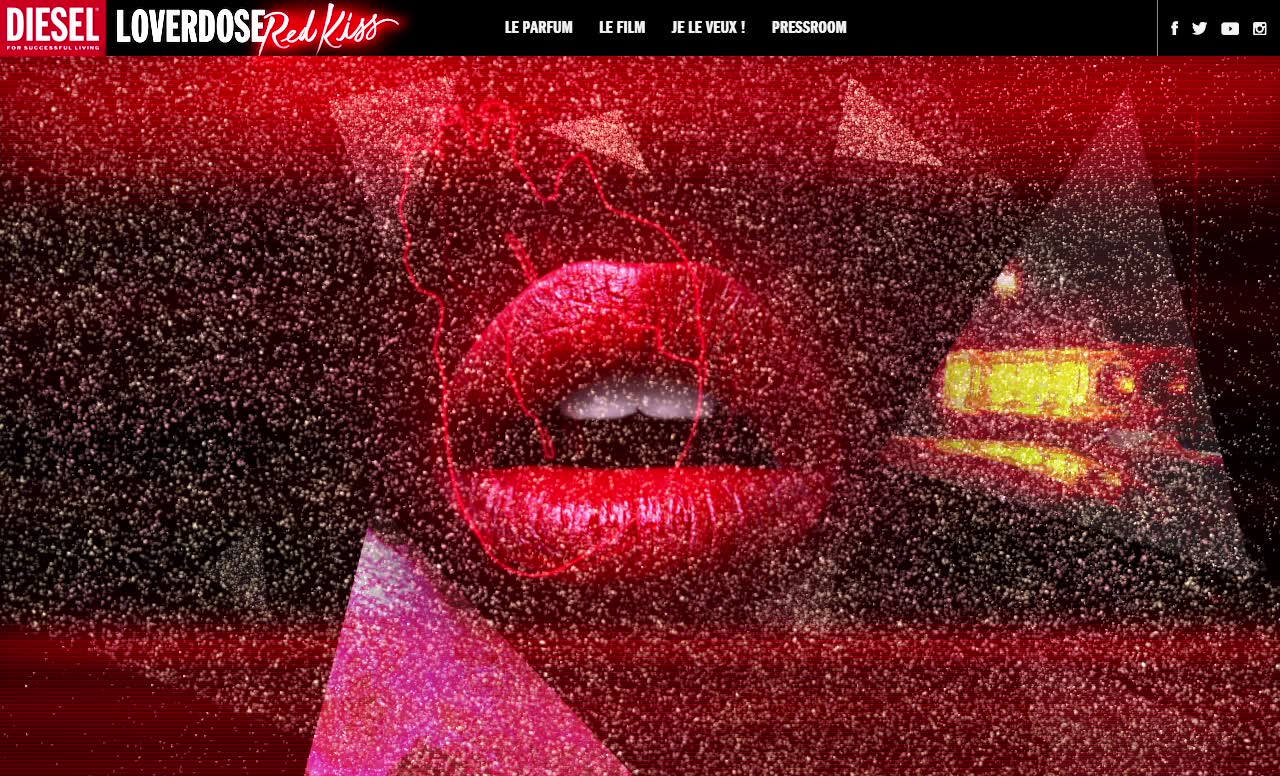 DIESEL
FOR SUCCESSFUL LIVING
LOVERDOSE Red Kiss
LE PARFUM LE FILM JE LE VEUX ! PRESSROOM